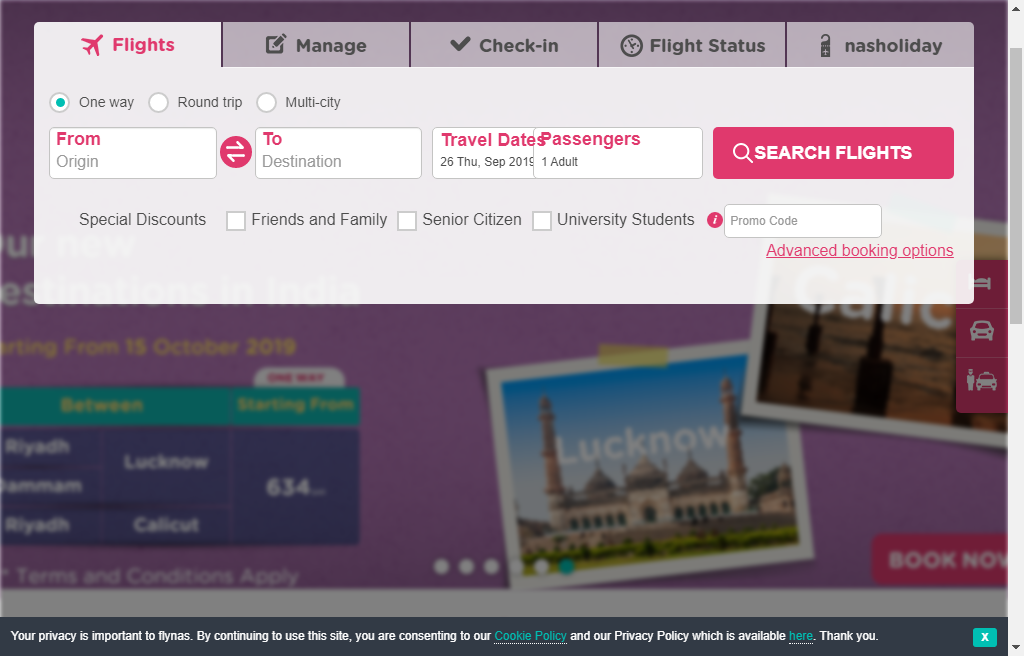 Flights
Manage
Check-in
Flight Status
nasholiday
One way
Round trip
Multi-city
From
Origin
To
Destination
Travel Dates
26 Thu, Sep 2019
Passengers
1 Adult
SEARCH FLIGHTS
Special Discounts
Friends and Family
Senior Citizen
University Students
i
Promo Code
Advanced booking options
new
destinations in India
Starting From 15 October 2019
ONE WAY
Between
Starting From
Riyadh
Lucknow
Dammam
634
Riyadh
Calicut
* Terms and Conditions Apply
Calic
Lucknow
BOOK NOW
Your privacy is important to flynas. By continuing to use this site, you are consenting to our Cookie Policy and our Privacy Policy which is available here. Thank you.
X